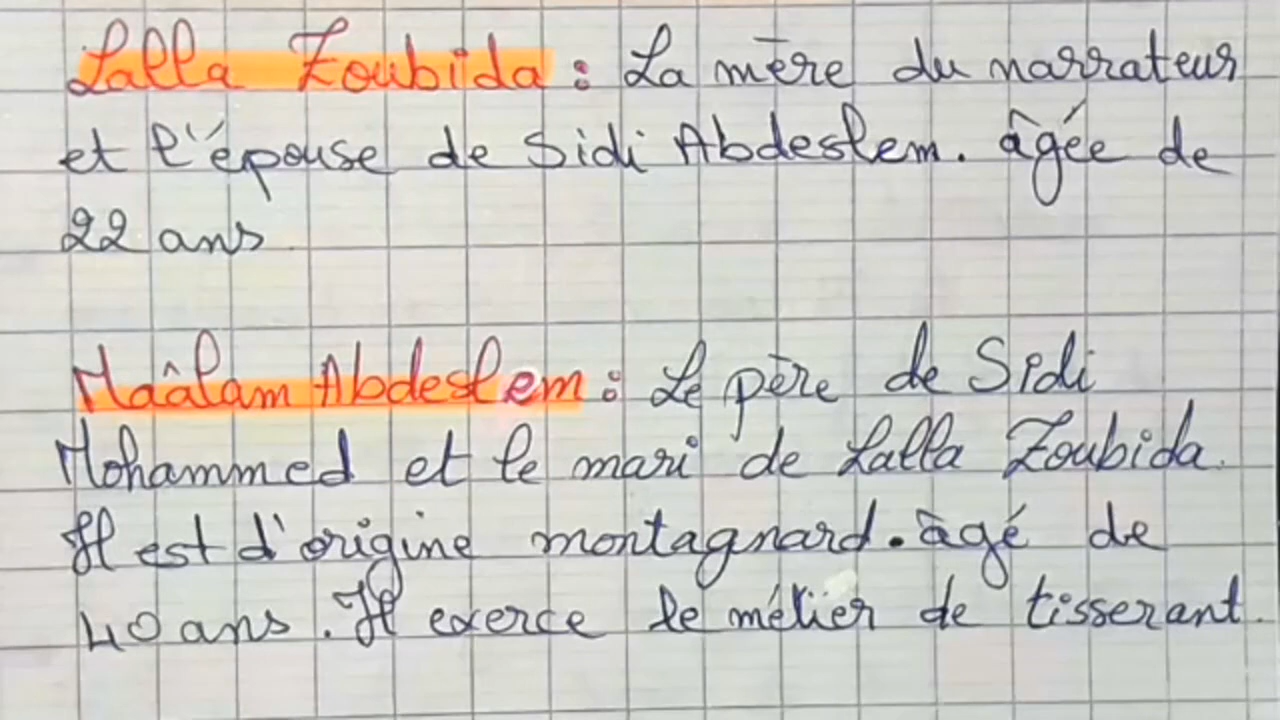 Lalla Zoubida : La mère du narrateur
et l'épouse de Sidi Abdeslem. âgée de
22 ans
Maâlam Abdeslem : Le père de Sidi
Mohammed et le mari de Lalla Zoubida.
Il est d'origine montagnard. âgé de
40 ans. Il exerce le métier de tisserant.